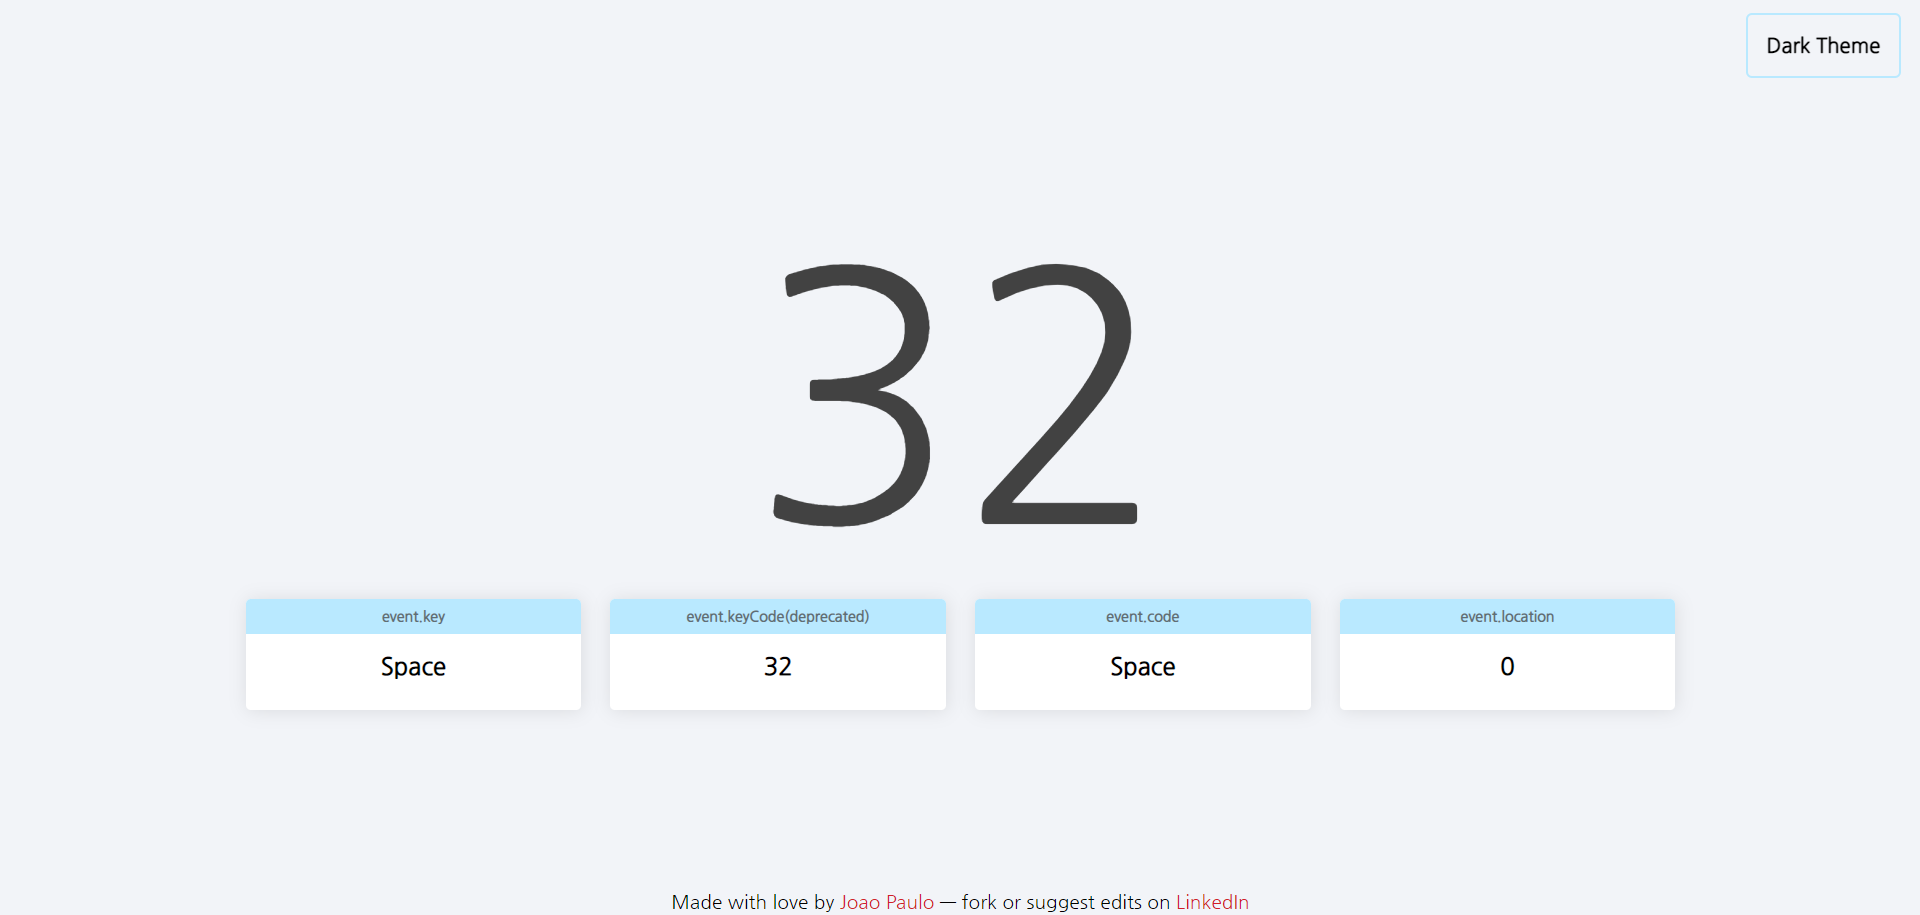 Dark Theme
32
event.key
event.keyCode(deprecated)
event.code
event.location
Space
32
Space
0
Made with love by Joao Paulo — fork or suggest edits on LinkedIn